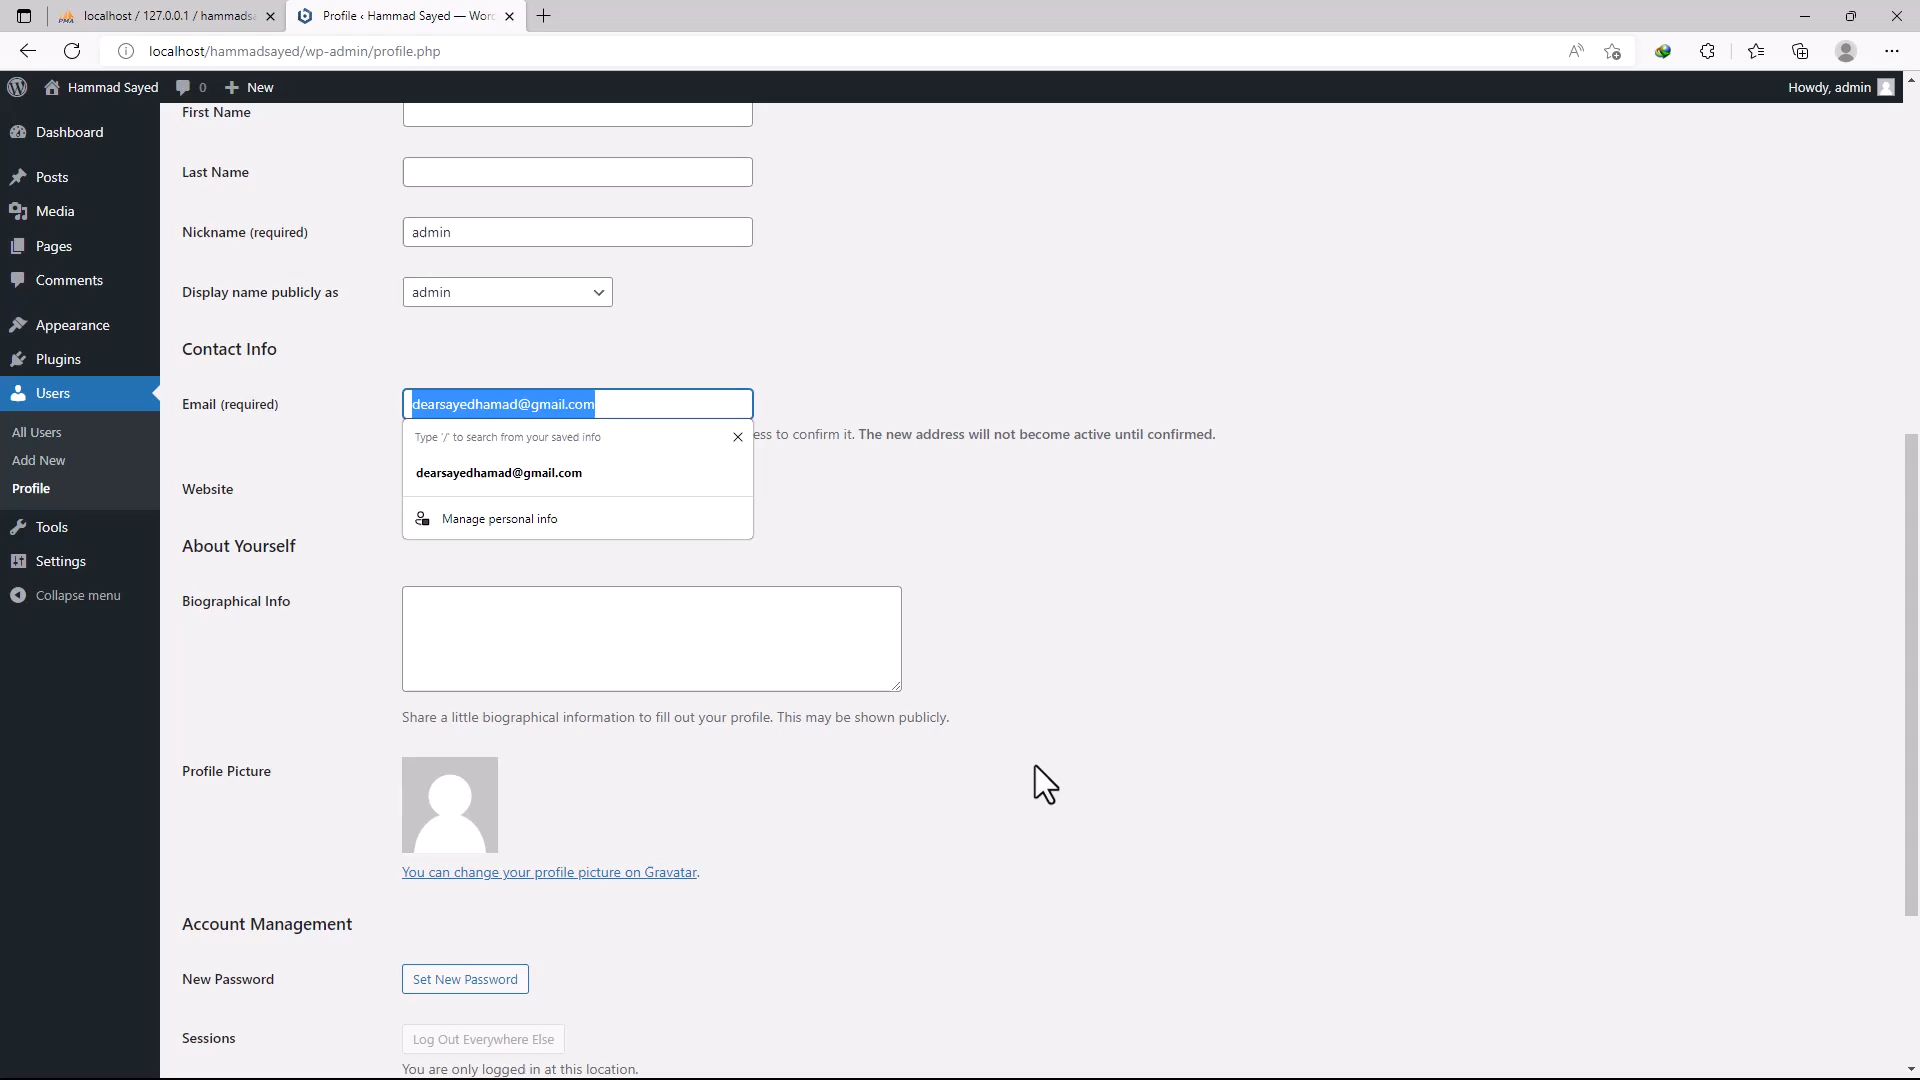 localhost / 127.0.0.1 / hammadsa
Profile ‹ Hammad Sayed — Word
localhost/hammadsayed/wp-admin/profile.php
Hammad Sayed
0
New
Howdy, admin
Dashboard
Posts
Media
Pages
Comments
Appearance
Plugins
Users
All Users
Add New
Profile
Tools
Settings
Collapse menu
First Name
Last Name
Nickname (required)
admin
Display name publicly as
admin
Contact Info
Email (required)
dearsayedhamad@gmail.com
ess to confirm it. The new address will not become active until confirmed.
Type '/' to search from your saved info
dearsayedhamad@gmail.com
Manage personal info
Website
About Yourself
Biographical Info
Share a little biographical information to fill out your profile. This may be shown publicly.
Profile Picture
You can change your profile picture on Gravatar.
Account Management
New Password
Set New Password
Sessions
Log Out Everywhere Else
You are only logged in at this location.